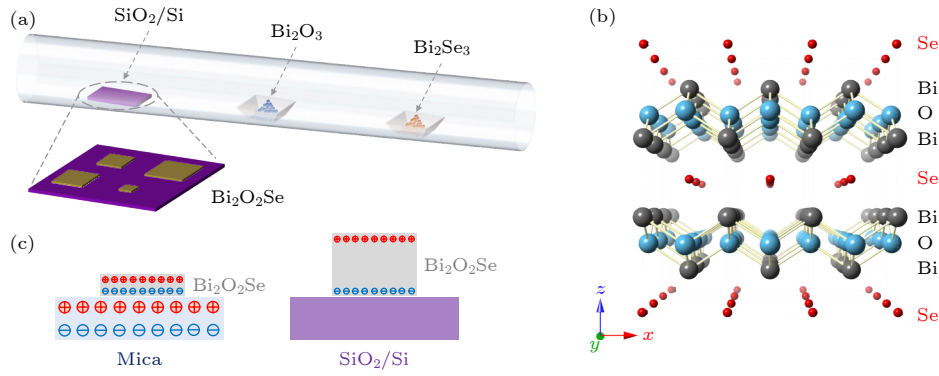 (a)
SiO₂/Si
Bi₂O₃
Bi₂Se₃
Bi₂O₂Se
(b)
Se
Bi
O
Bi
Se
Bi
O
Bi
Se
z
y
x
(c)
Bi₂O₂Se
Mica
Bi₂O₂Se
SiO₂/Si